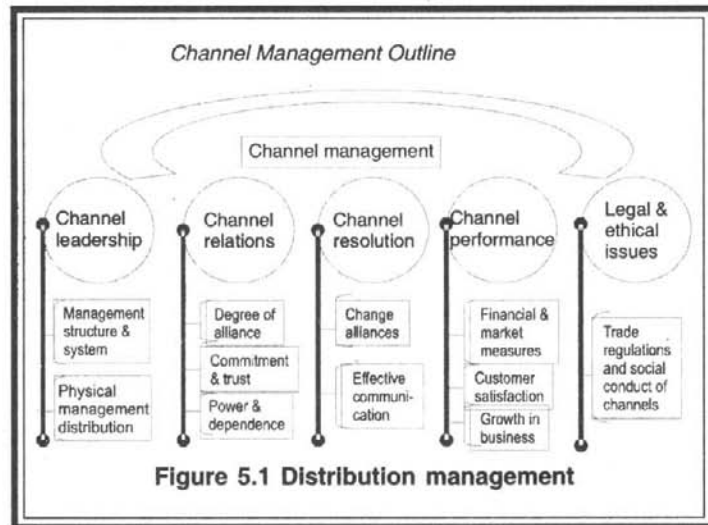 Channel Management Outline
Channel management
Channel
leadership
Channel
relations
Channel
resolution
Channel
performance
Legal &
ethical
issues
Management
structure &
system
Physical
management
distribution
Degree of
alliance
Commitment
& trust
Power &
dependence
Change
alliances
Effective
communi-
cation
Financial &
market
measures
Customer
satisfaction
Growth in
business
Trade
regulations
and social
conduct of
channels
Figure 5.1 Distribution management